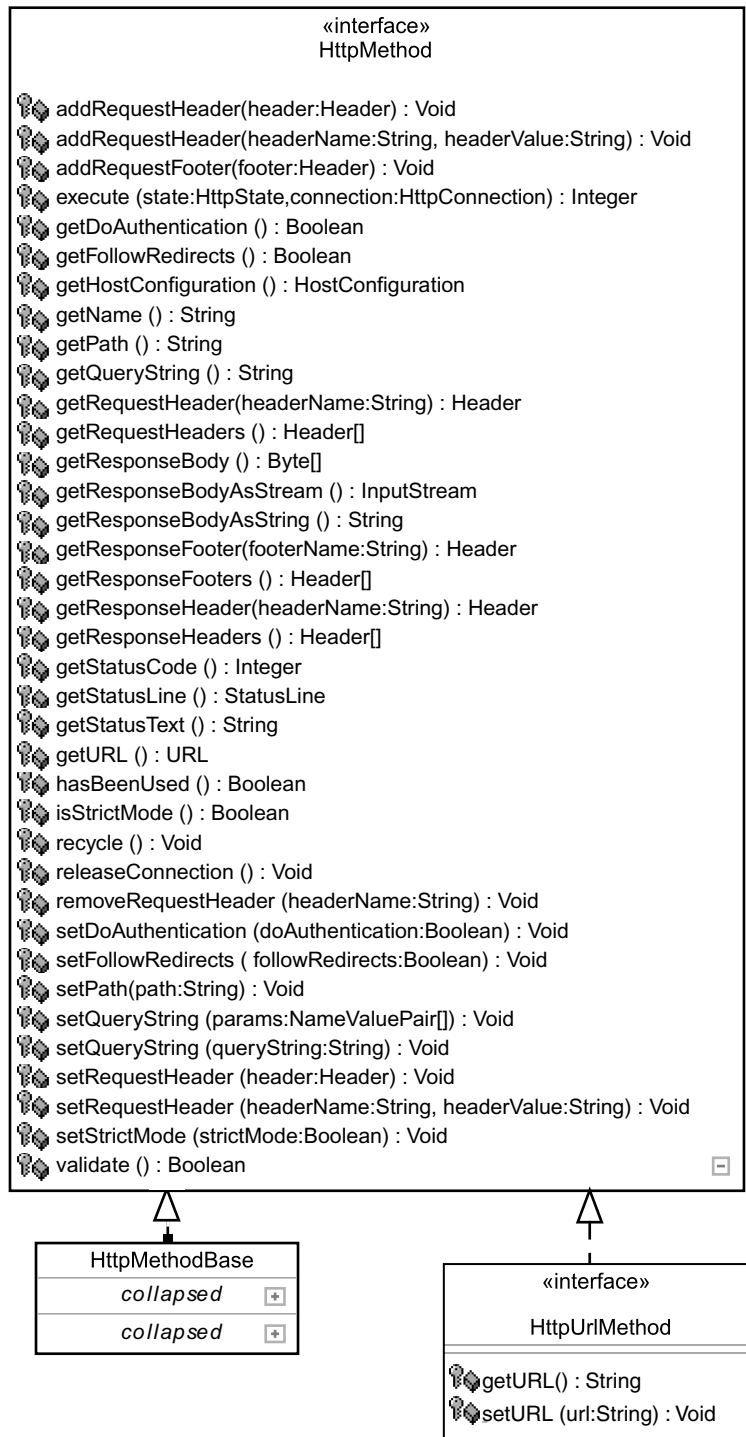 «interface»
HttpMethod
addRequestHeader(header:Header) : Void
addRequestHeader(headerName:String, headerValue:String) : Void
addRequestFooter(footer:Header) : Void
execute (state:HttpState,connection:HttpConnection) : Integer
getDoAuthentication () : Boolean
getFollowRedirects () : Boolean
getHostConfiguration () : HostConfiguration
getName () : String
getPath () : String
getQueryString () : String
getRequestHeader(headerName:String) : Header
getRequestHeaders () : Header[]
getResponseBody () : Byte[]
getResponseBodyAsStream () : InputStream
getResponseBodyAsString () : String
getResponseFooter(footerName:String) : Header
getResponseFooters () : Header[]
getResponseHeader(headerName:String) : Header
getResponseHeaders () : Header[]
getStatusCode () : Integer
getStatusLine () : StatusLine
getStatusText () : String
getURL () : URL
hasBeenUsed () : Boolean
isStrictMode () : Boolean
recycle () : Void
releaseConnection () : Void
removeRequestHeader (headerName:String) : Void
setDoAuthentication (doAuthentication:Boolean) : Void
setFollowRedirects ( followRedirects:Boolean) : Void
setPath(path:String) : Void
setQueryString (params:NameValuePair[]) : Void
setQueryString (queryString:String) : Void
setRequestHeader (header:Header) : Void
setRequestHeader (headerName:String, headerValue:String) : Void
setStrictMode (strictMode:Boolean) : Void
validate () : Boolean
HttpMethodBase
collapsed
collapsed
«interface»
HttpUrlMethod
getURL() : String
setURL (url:String) : Void